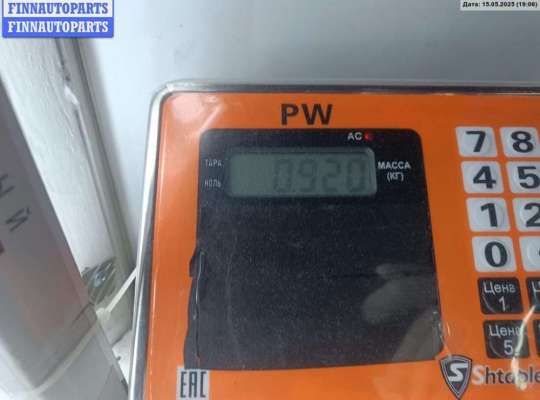 FINNAUTOPARTS
FINNAUTOPARTS
Дата: 15.05.2025 (19:06)
PW
AC
ТАРА
НОЛЬ
0.920
МАССА
(КГ)
7 8
4 5
1 2
0
Цена
1
Цена
5
EAC
S Shtapler